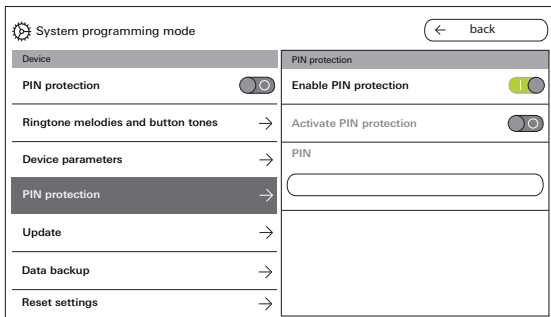 System programming mode
← back
Device
PIN protection
Ringtone melodies and button tones →
Device parameters →
PIN protection →
Update →
Data backup →
Reset settings →
PIN protection
Enable PIN protection
Activate PIN protection
PIN